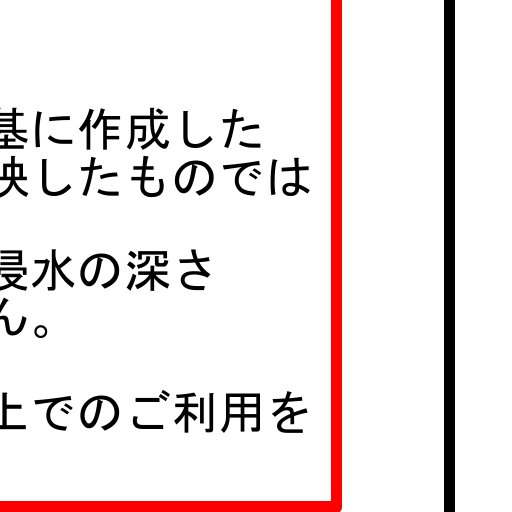 基に作成した
映したものでは
浸水の深さ
ん。
上でのご利用を